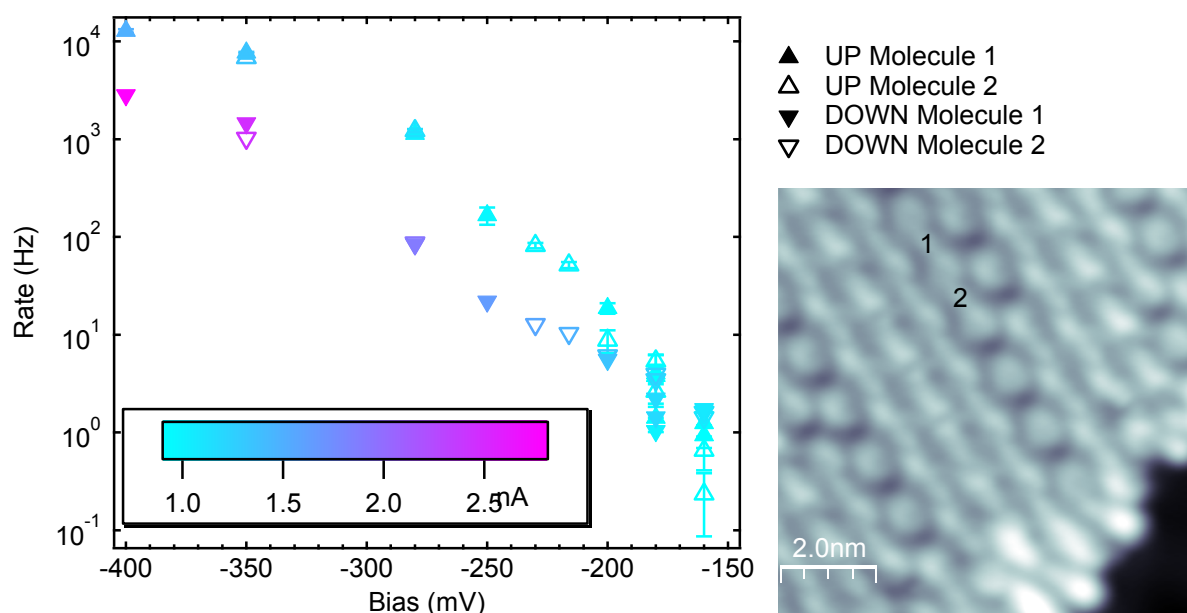 10^4
10^3
10^2
10^1
10^0
10^-1
Rate (Hz)
1.0 1.5 2.0 2.5 nA
-400 -350 -300 -250 -200 -150
Bias (mV)
UP Molecule 1
UP Molecule 2
DOWN Molecule 1
DOWN Molecule 2
1
2
2.0nm